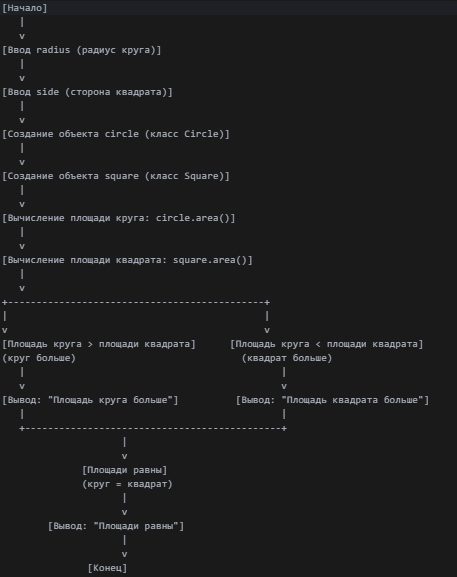 [Начало]
|
v
[Ввод radius (радиус круга)]
|
v
[Ввод side (сторона квадрата)]
|
v
[Создание объекта circle (класс Circle)]
|
v
[Создание объекта square (класс Square)]
|
v
[Вычисление площади круга: circle.area()]
|
v
[Вычисление площади квадрата: square.area()]
|
v
+---------------------------------------------+
| |
v v
[Площадь круга > площади квадрата] [Площадь круга < площади квадрата]
(круг больше) (квадрат больше)
| |
v v
[Вывод: "Площадь круга больше"] [Вывод: "Площадь квадрата больше"]
| |
+---------------------------------------------+
|
v
[Площади равны]
(круг = квадрат)
|
v
[Вывод: "Площади равны"]
|
v
[Конец]